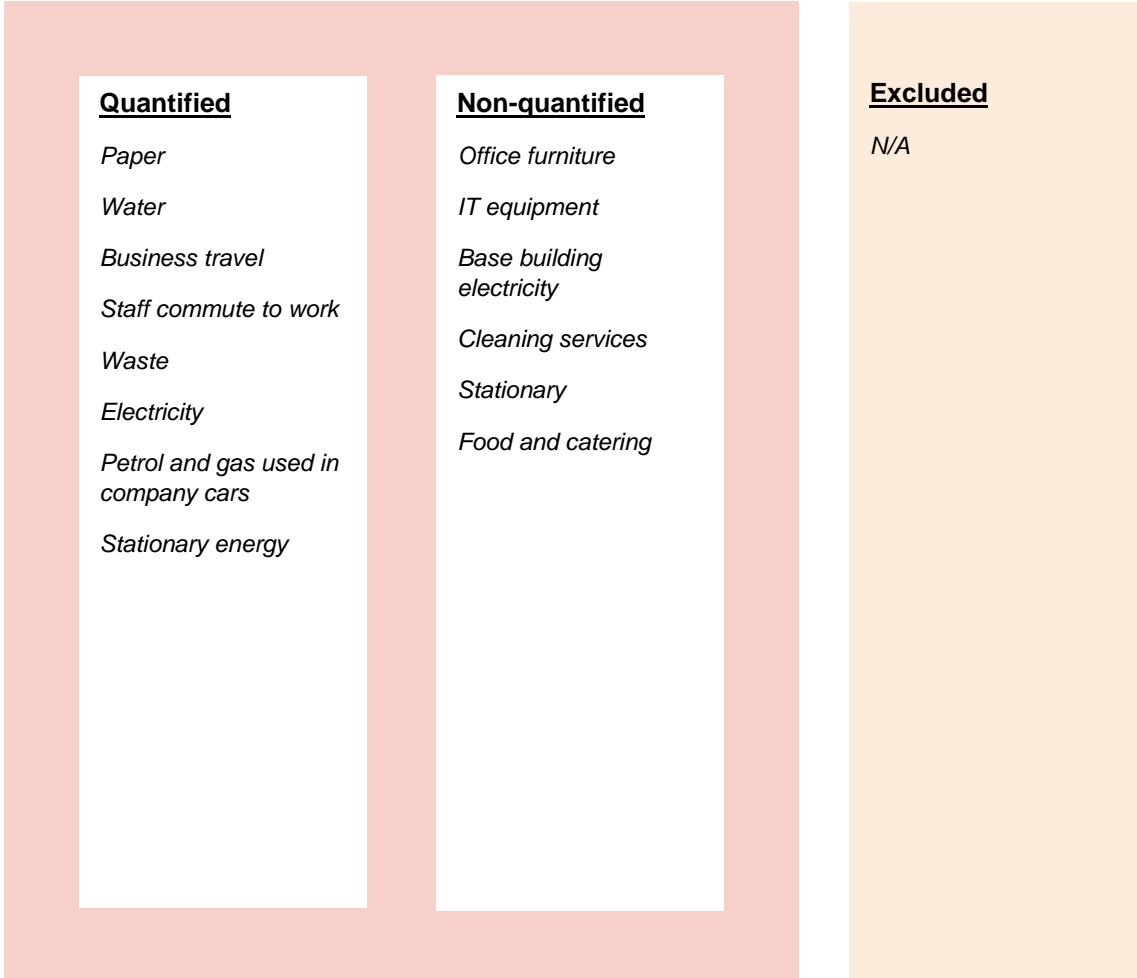 Quantified
Paper
Water
Business travel
Staff commute to work
Waste
Electricity
Petrol and gas used in
company cars
Stationary energy
Non-quantified
Office furniture
IT equipment
Base building
electricity
Cleaning services
Stationary
Food and catering
Excluded
N/A